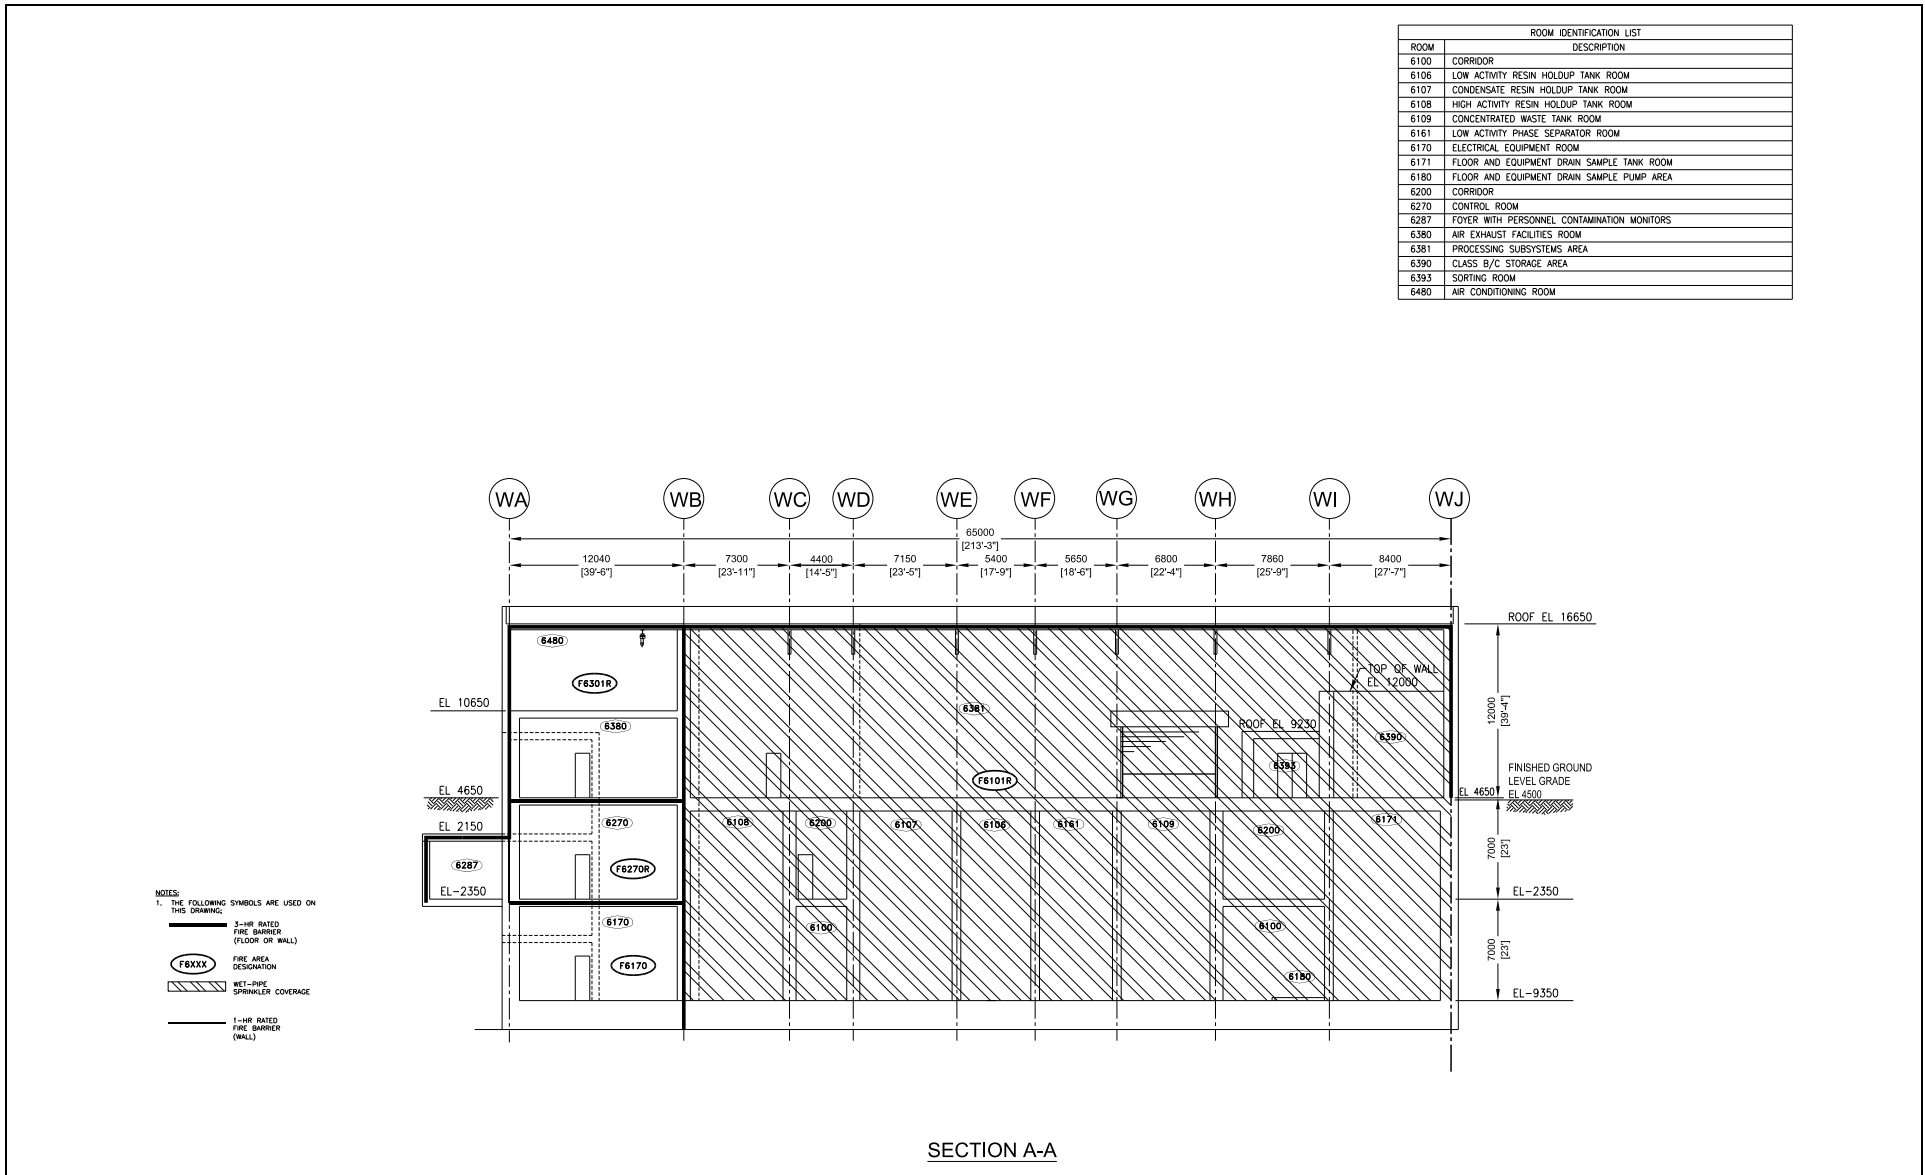 ROOM IDENTIFICATION LIST
ROOM DESCRIPTION
6100 CORRIDOR
6106 LOW ACTIVITY RESIN HOLDUP TANK ROOM
6107 CONDENSATE RESIN HOLDUP TANK ROOM
6108 HIGH ACTIVITY RESIN HOLDUP TANK ROOM
6109 CONCENTRATED WASTE TANK ROOM
6161 LOW ACTIVITY PHASE SEPARATOR ROOM
6170 ELECTRICAL EQUIPMENT ROOM
6171 FLOOR AND EQUIPMENT DRAIN SAMPLE TANK ROOM
6180 FLOOR AND EQUIPMENT DRAIN SAMPLE PUMP AREA
6200 CORRIDOR
6270 CONTROL ROOM
6287 FOYER WITH PERSONNEL CONTAMINATION MONITORS
6380 AIR EXHAUST FACILITIES ROOM
6381 PROCESSING SUBSYSTEMS AREA
6390 CLASS B/C STORAGE AREA
6393 SORTING ROOM
6480 AIR CONDITIONING ROOM
WA WB WC WD WE WF WG WH WI WJ
65000
[213'-3"]
12040 7300 4400 7150 5400 5650 6800 7860 8400
[39'-6"] [23'-11"] [14'-5"] [23'-5"] [17'-9"] [18'-6"] [22'-4"] [25'-9"] [27'-7"]
ROOF EL 16650
6480
TOP OF WALL
EL 12000
F6301R
EL 10650
6381
12000
[39'-4"]
6380
ROOF EL 9230
6390
6393
F6101R
FINISHED GROUND
LEVEL GRADE
EL 4500
EL 4650
EL 4650
6270 6108 6200 6107 6106 6161 6109 6200 6171
EL 2150
7000
[23']
6287
F6270R
EL-2350
EL-2350
6170 6100 6100
7000
[23']
F6170
6180
EL-9350
NOTES:
1. THE FOLLOWING SYMBOLS ARE USED ON
THIS DRAWING;
3-HR RATED
FIRE BARRIER
(FLOOR OR WALL)
F6XXX
FIRE AREA
DESIGNATION
WET-PIPE
SPRINKLER COVERAGE
1-HR RATED
FIRE BARRIER
(WALL)
SECTION A-A